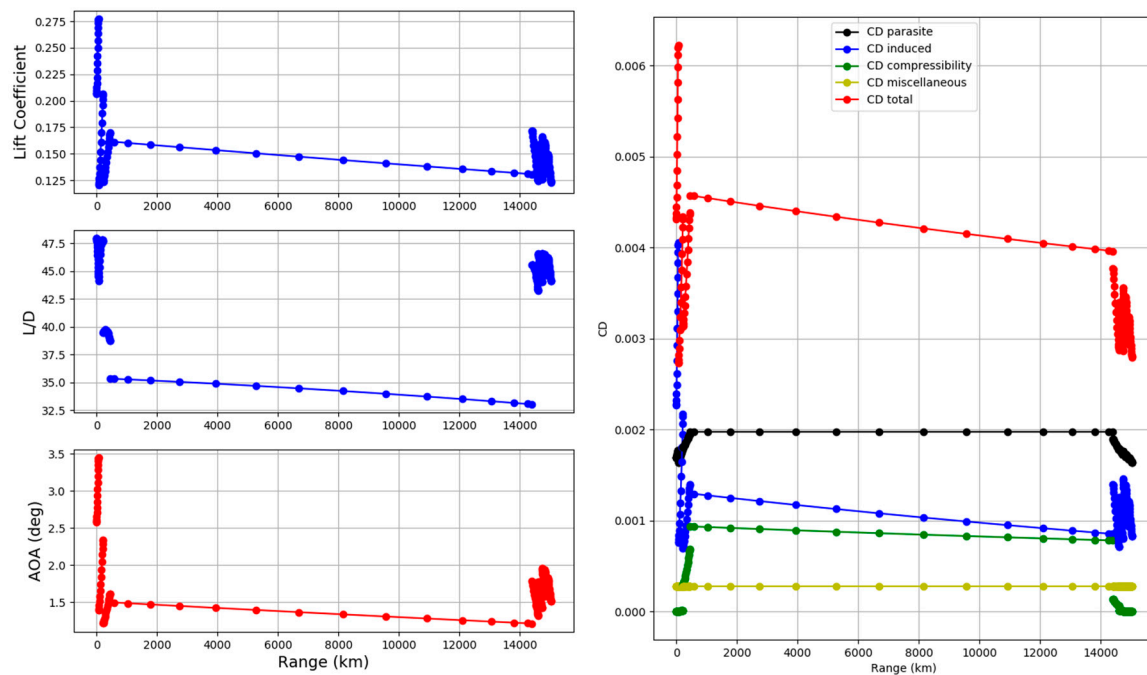 Lift Coefficient
0.275
0.250
0.225
0.200
0.175
0.150
0.125
0 2000 4000 6000 8000 10000 12000 14000
L/D
47.5
45.0
42.5
40.0
37.5
35.0
32.5
0 2000 4000 6000 8000 10000 12000 14000
AOA (deg)
3.5
3.0
2.5
2.0
1.5
0 2000 4000 6000 8000 10000 12000 14000
Range (km)
CD parasite
CD induced
CD compressibility
CD miscellaneous
CD total
CD
0.006
0.005
0.004
0.003
0.002
0.001
0.000
0 2000 4000 6000 8000 10000 12000 14000
Range (km)